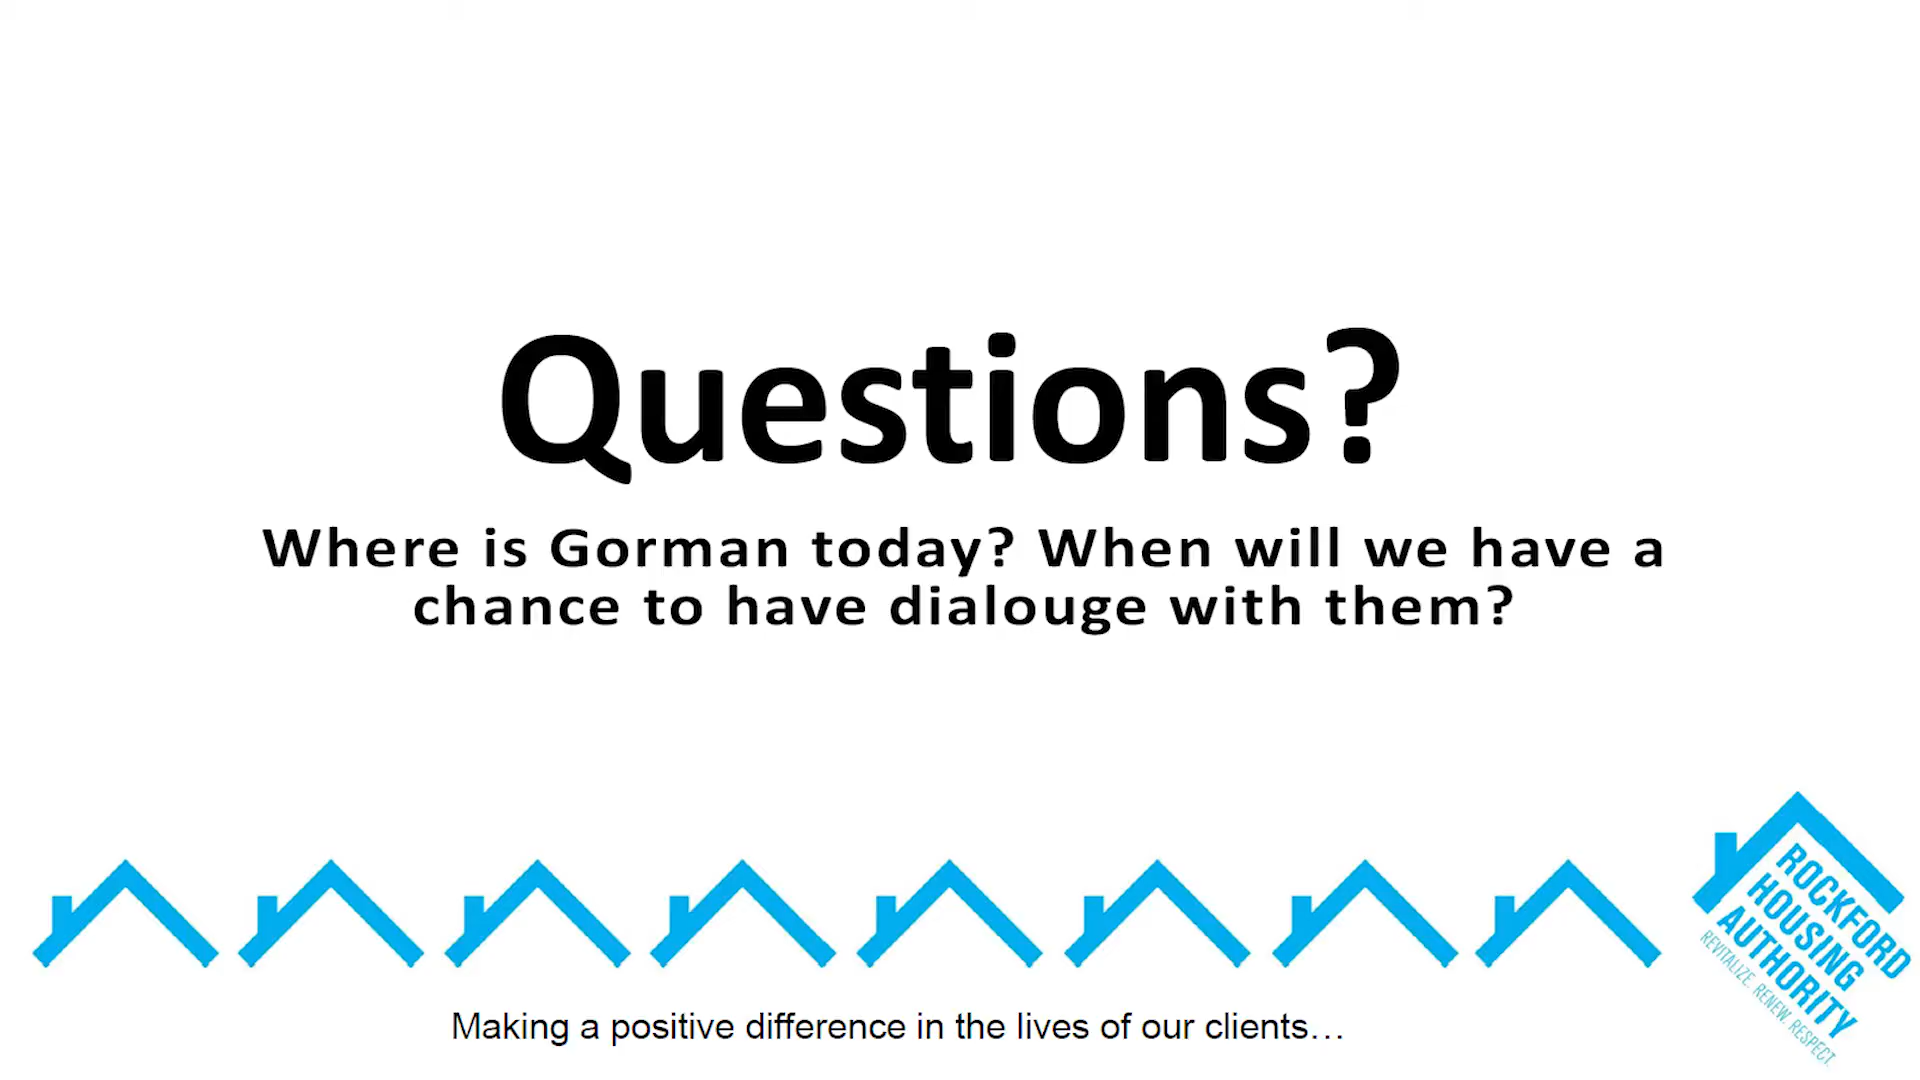 Questions?
Where is Gorman today? When will we have a
chance to have dialouge with them?
ROCKFORD
HOUSING
AUTHORITY
REVITALIZE. RENEW. RESPECT.
Making a positive difference in the lives of our clients…